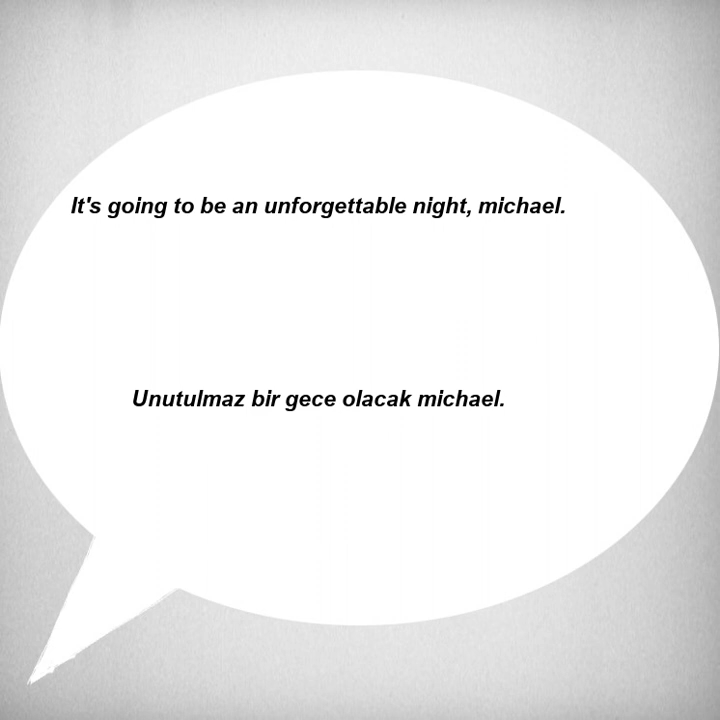 It's going to be an unforgettable night, michael.
Unutulmaz bir gece olacak michael.